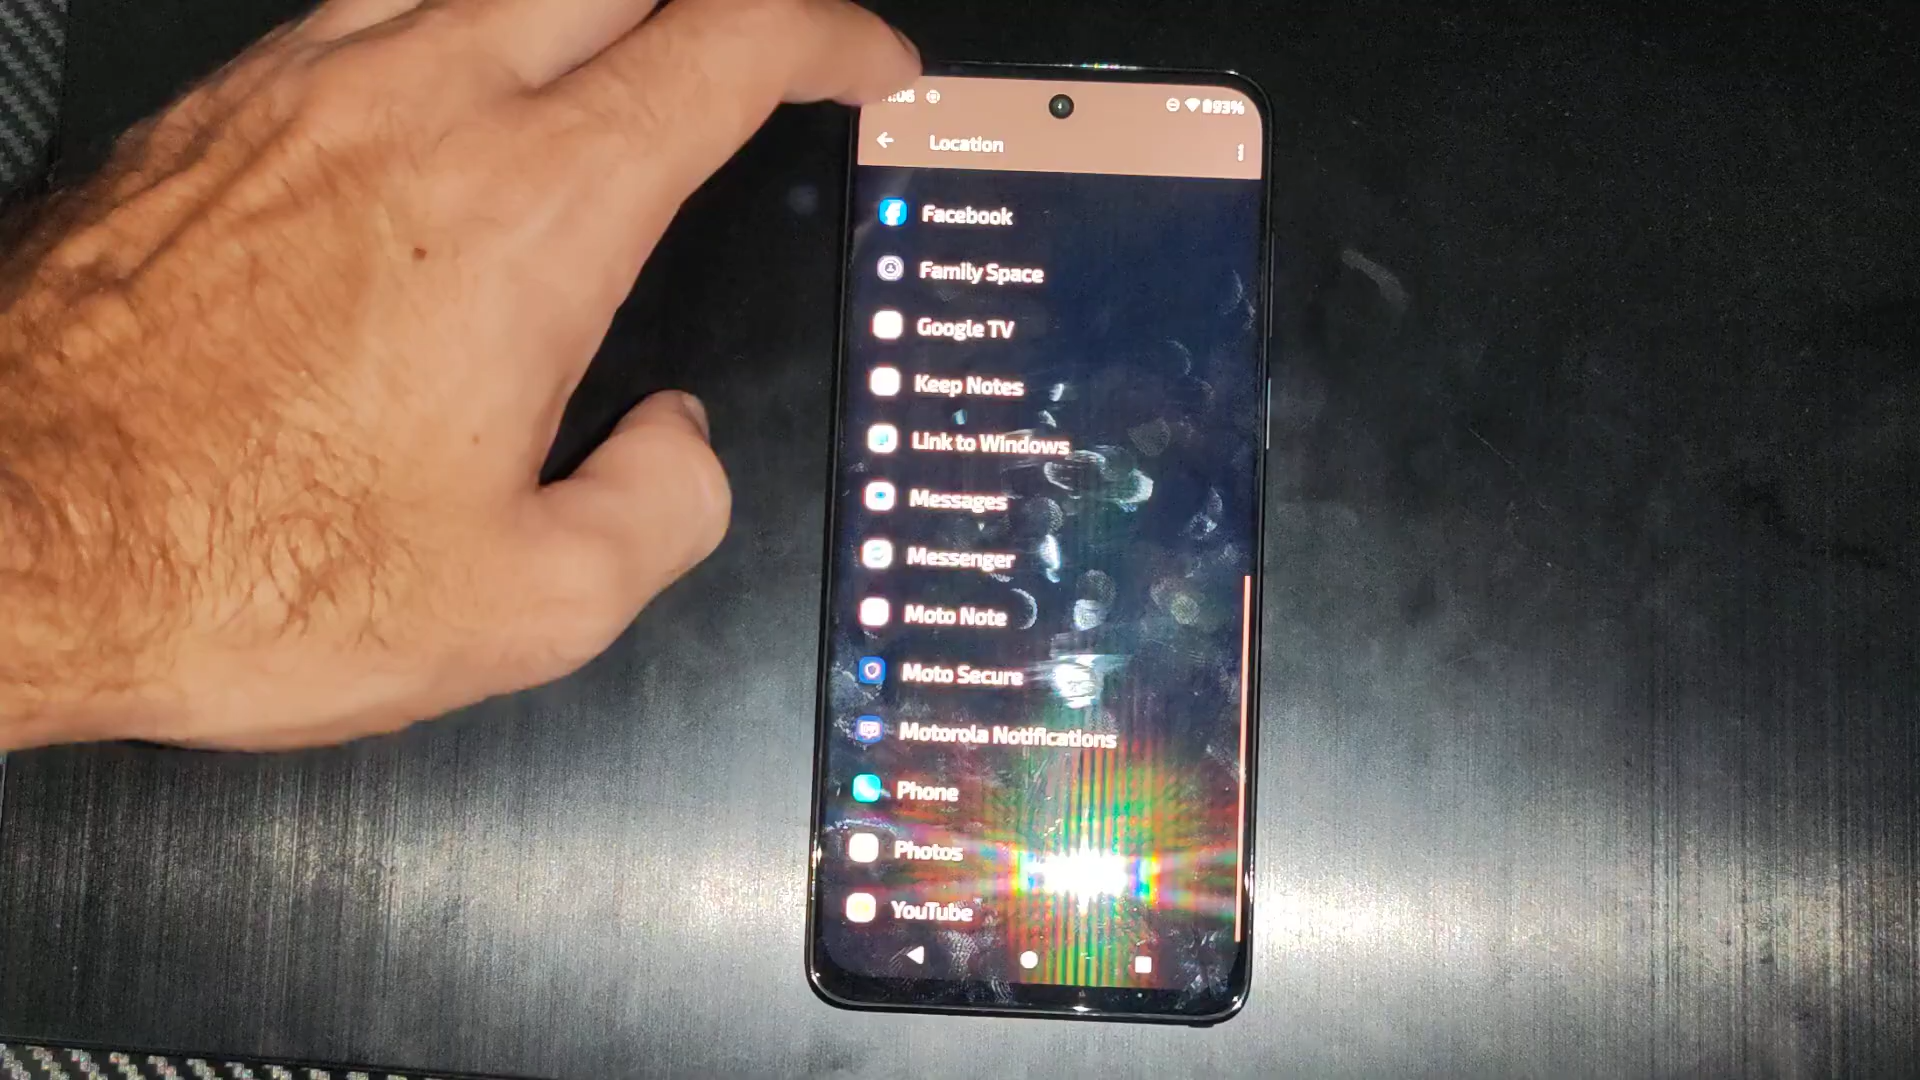 93%
Location
Facebook
Family Space
Google TV
Keep Notes
Link to Windows
Messages
Messenger
Moto Note
Moto Secure
Motorola Notifications
Phone
Photos
YouTube